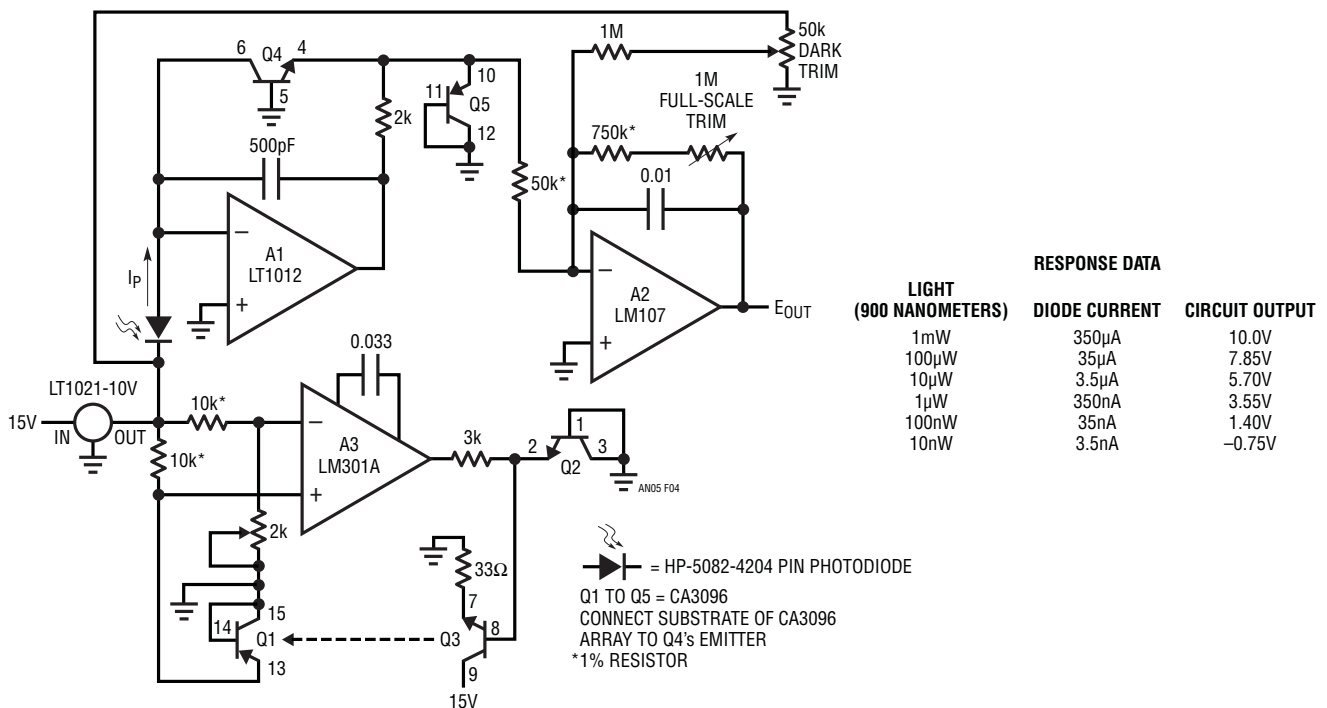 6 Q4 4
5
2k
11
10
Q5
12
500pF
50k*
1M
50k
DARK
TRIM
1M
FULL-SCALE
TRIM
750k*
0.01
IP
−
A1
LT1012
+
−
A2
LM107
+
EOUT
RESPONSE DATA
LIGHT
(900 NANOMETERS) DIODE CURRENT CIRCUIT OUTPUT
1mW 350µA 10.0V
100µW 35µA 7.85V
10µW 3.5µA 5.70V
1µW 350nA 3.55V
100nW 35nA 1.40V
10nW 3.5nA –0.75V
LT1021-10V
15V
IN OUT
10k*
10k*
0.033
−
A3
LM301A
+
3k
2
1
3
Q2
AN05 F04
2k
15
14
Q1
13
33Ω
7
Q3
8
9
15V
= HP-5082-4204 PIN PHOTODIODE
Q1 TO Q5 = CA3096
CONNECT SUBSTRATE OF CA3096
ARRAY TO Q4's EMITTER
*1% RESISTOR